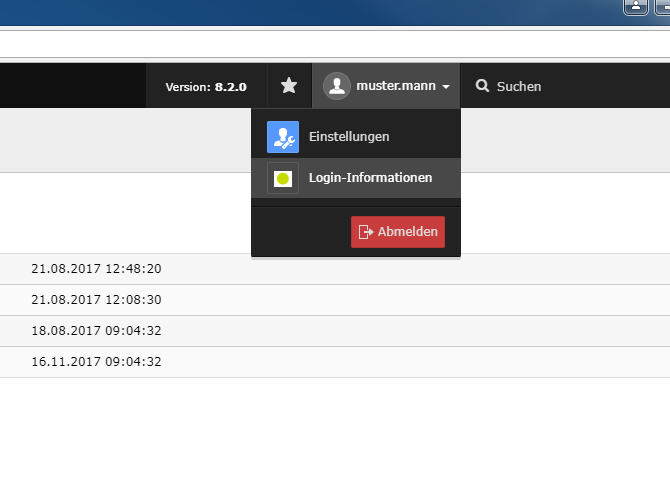 Version: 8.2.0
muster.mann
Suchen
Einstellungen
Login-Informationen
Abmelden
21.08.2017 12:48:20
21.08.2017 12:08:30
18.08.2017 09:04:32
16.11.2017 09:04:32